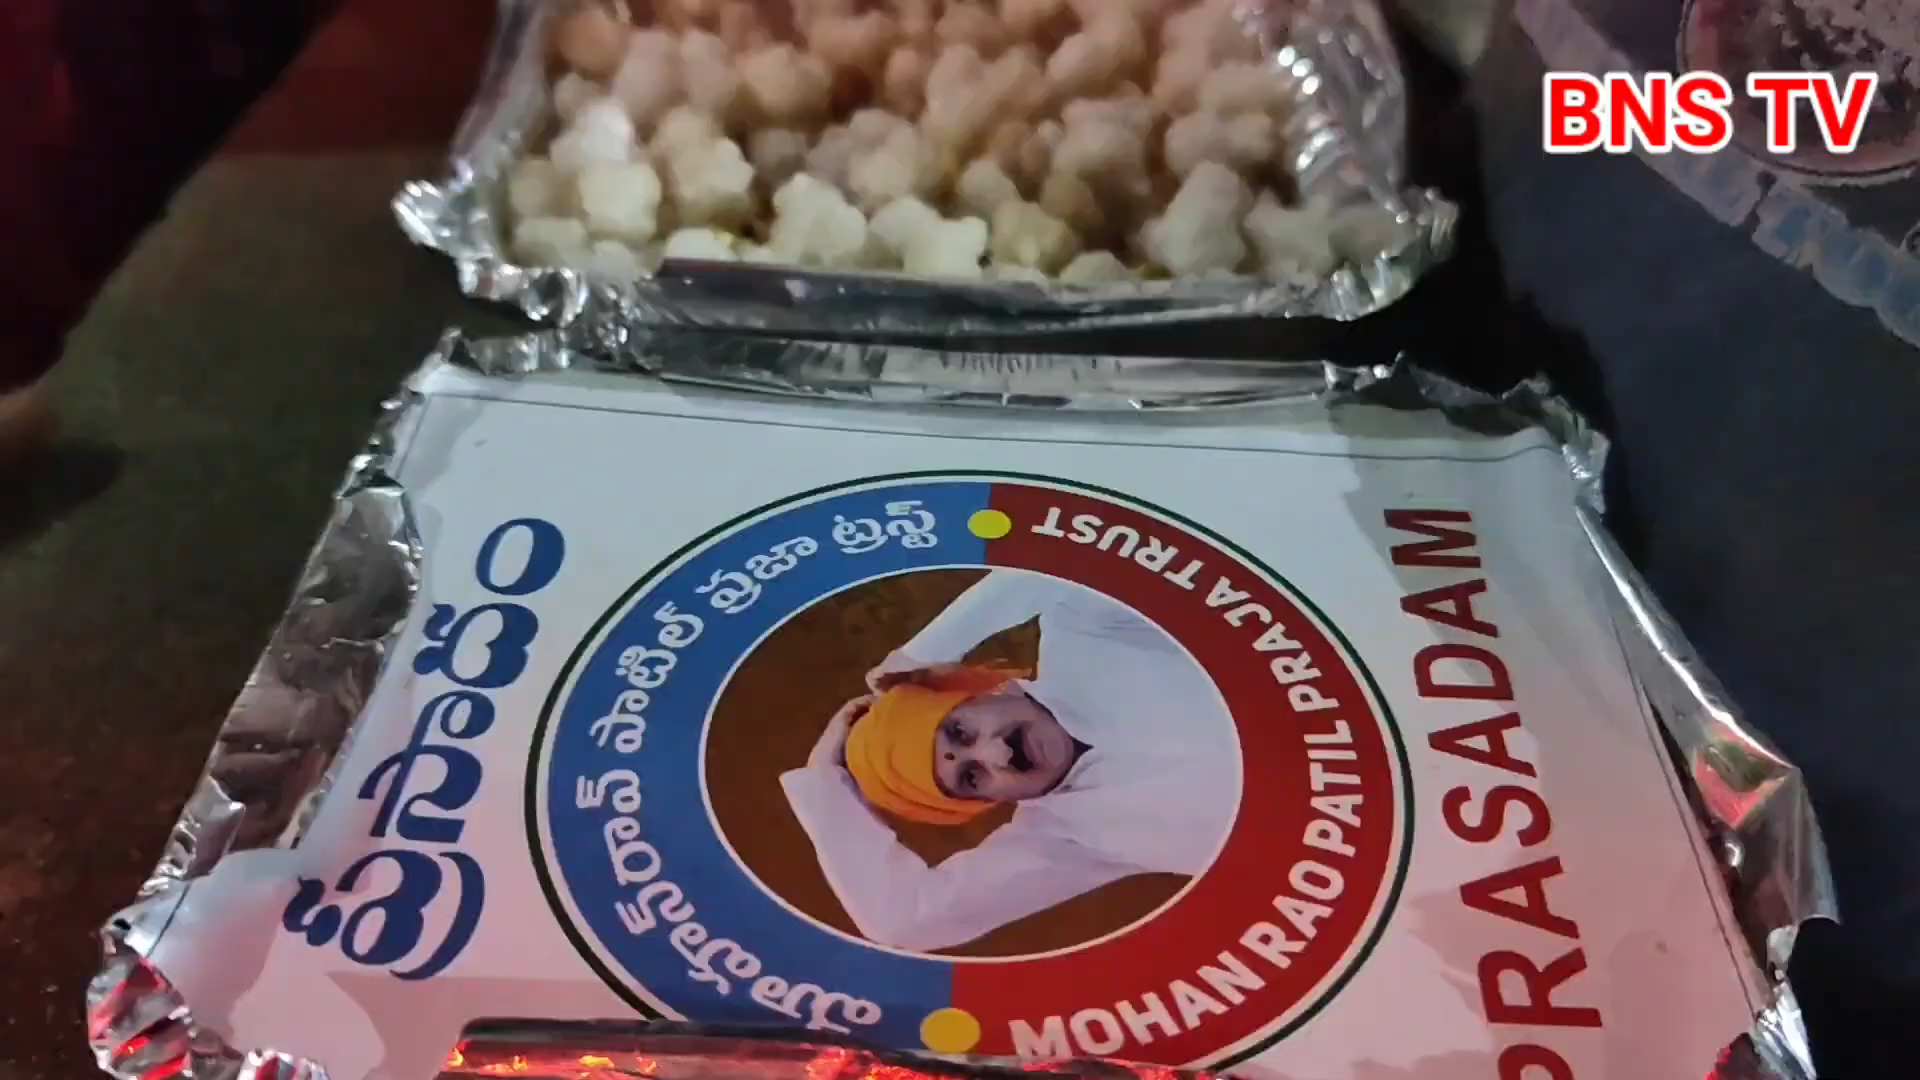 BNS TV
ప్రసాదం
మోహన్ రావ్ పాటిల్ ప్రజా ట్రస్ట్
MOHAN RAO PATIL PRAJA TRUST
PRASADAM